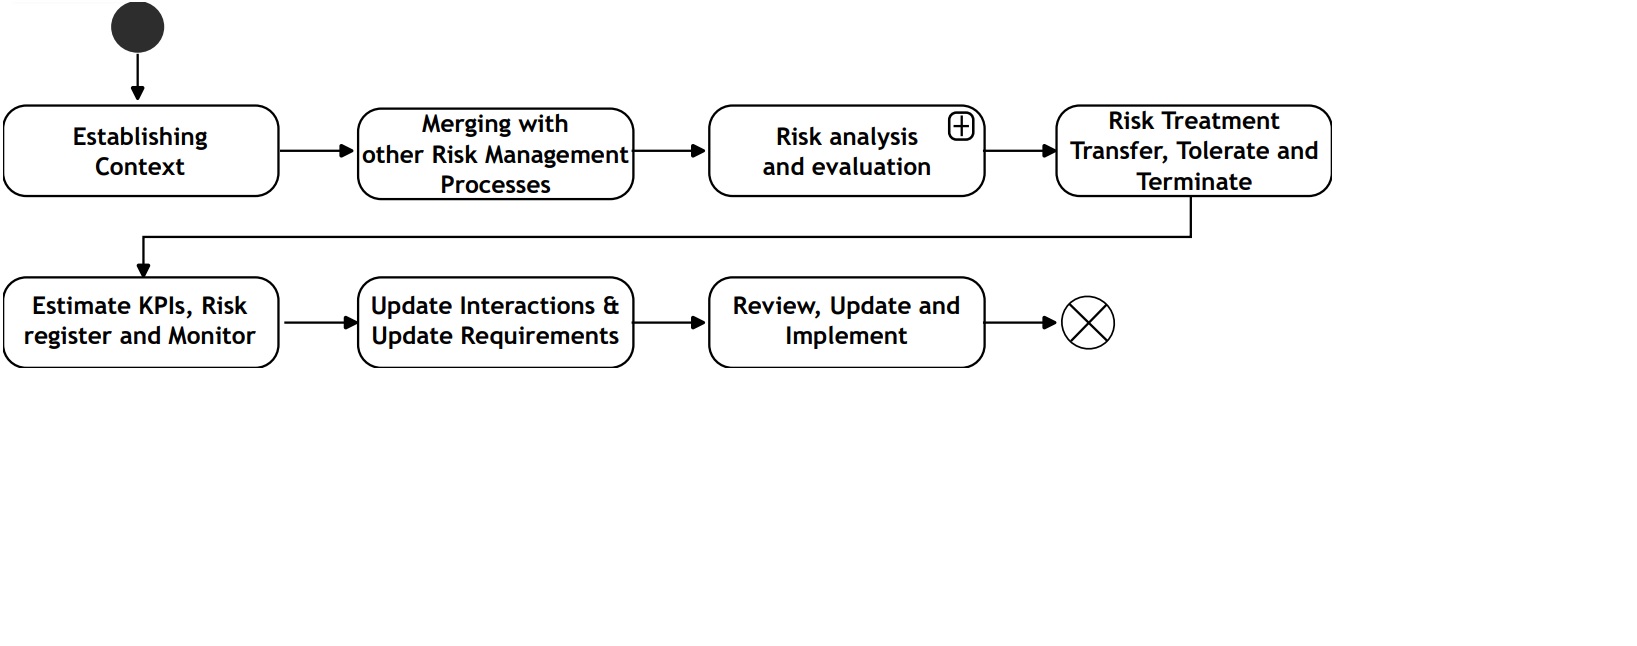 Establishing
Context
Merging with
other Risk Management
Processes
Risk analysis
and evaluation
Risk Treatment
Transfer, Tolerate and
Terminate
Estimate KPIs, Risk
register and Monitor
Update Interactions &
Update Requirements
Review, Update and
Implement